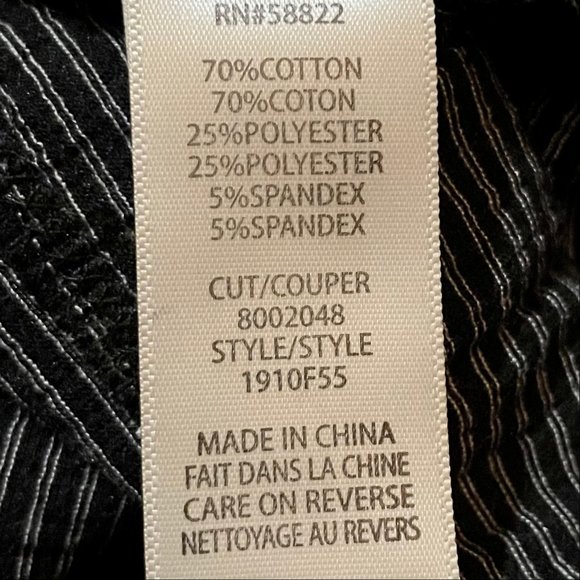 RN#58822
70%COTTON
70%COTON
25%POLYESTER
25%POLYESTER
5%SPANDEX
5%SPANDEX
CUT/COUPER
8002048
STYLE/STYLE
1910F55
MADE IN CHINA
FAIT DANS LA CHINE
CARE ON REVERSE
NETTOYAGE AU REVERS